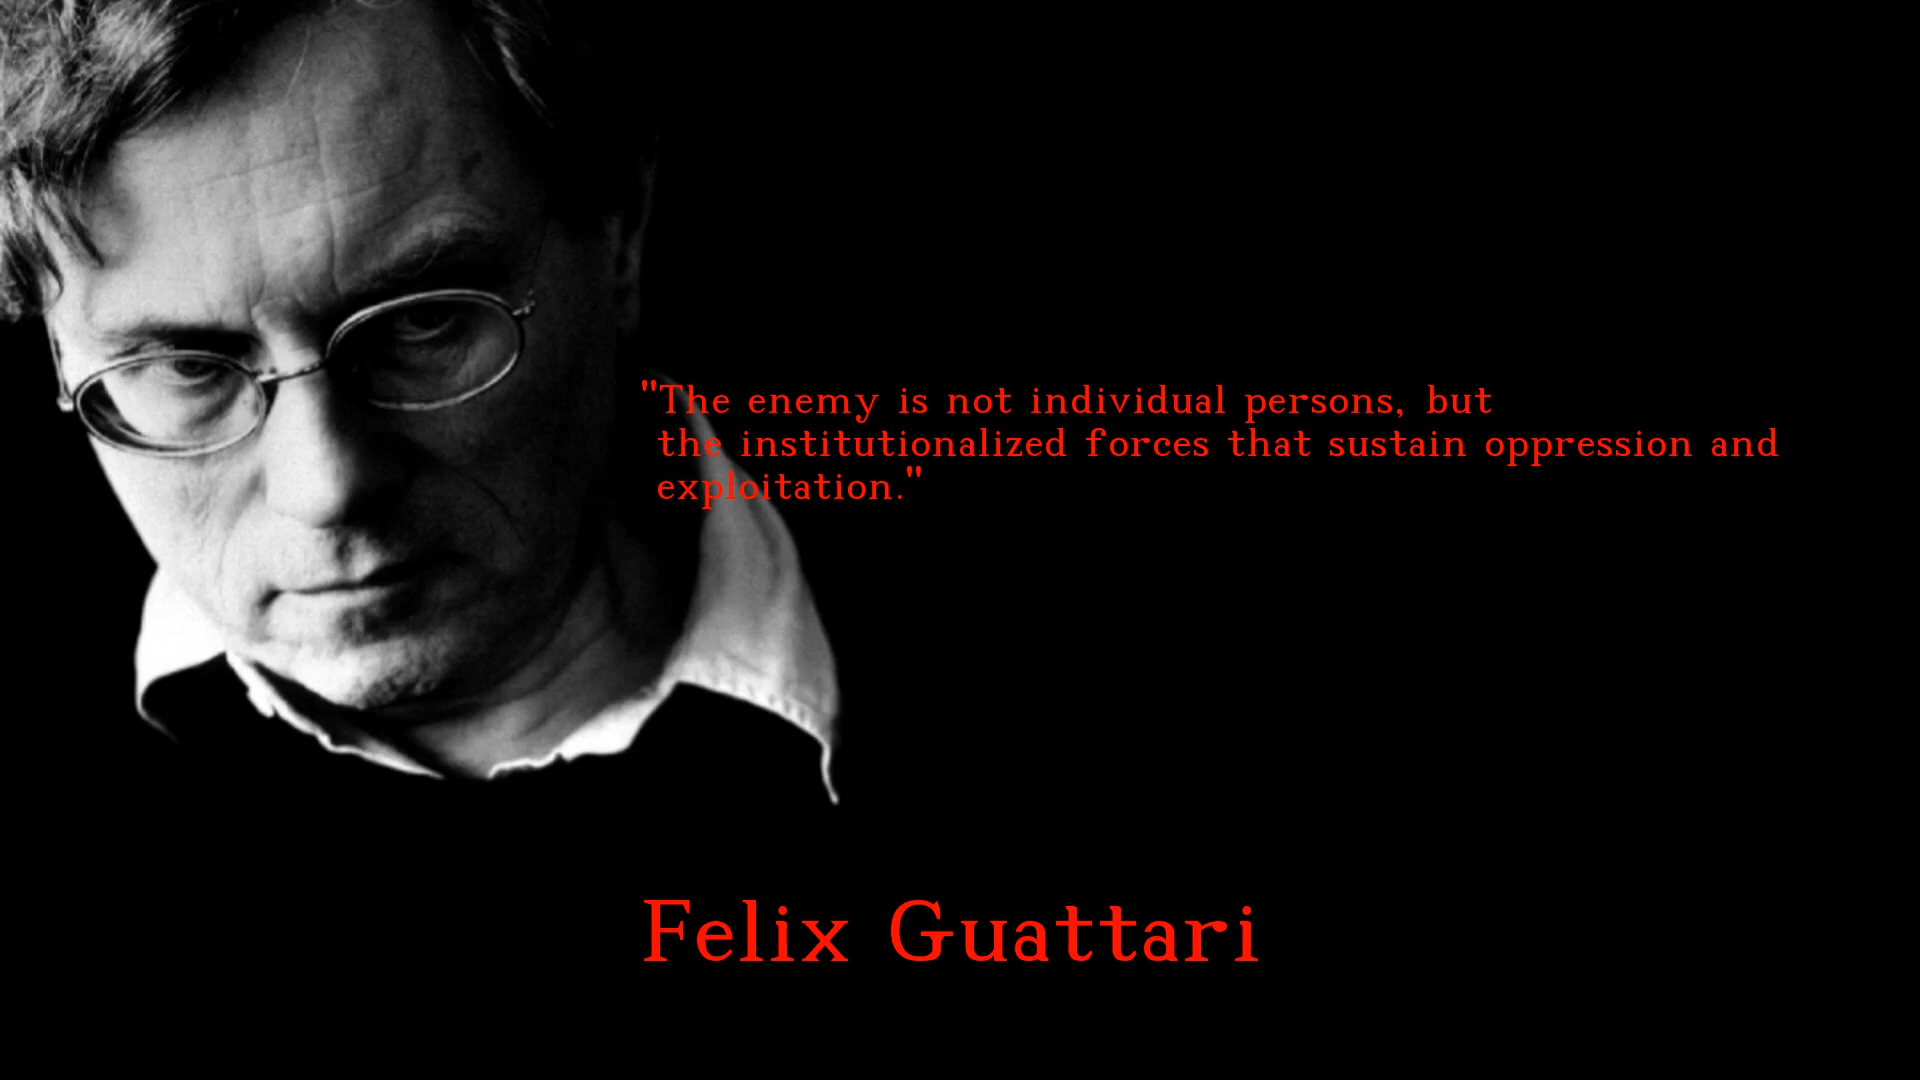 "The enemy is not individual persons, but
the institutionalized forces that sustain oppression and
exploitation."
Felix Guattari